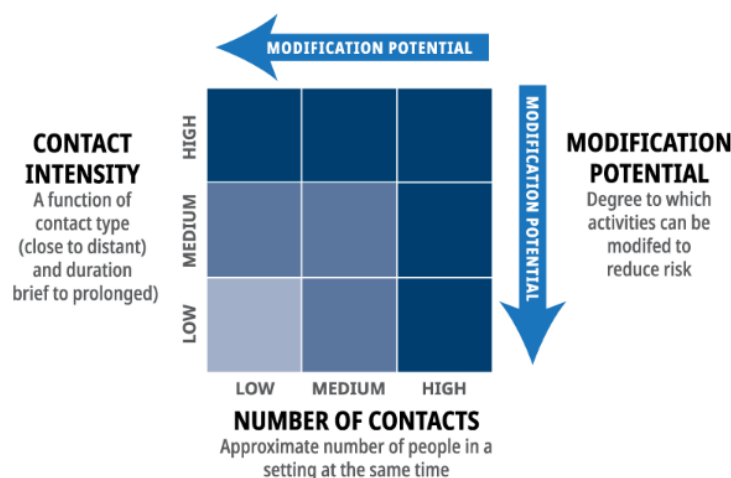 MODIFICATION POTENTIAL
CONTACT
INTENSITY
A function of
contact type
(close to distant)
and duration
brief to prolonged)
HIGH
MEDIUM
LOW
MODIFICATION POTENTIAL
MODIFICATION
POTENTIAL
Degree to which
activities can be
modifed to
reduce risk
LOW
MEDIUM
HIGH
NUMBER OF CONTACTS
Approximate number of people in a
setting at the same time